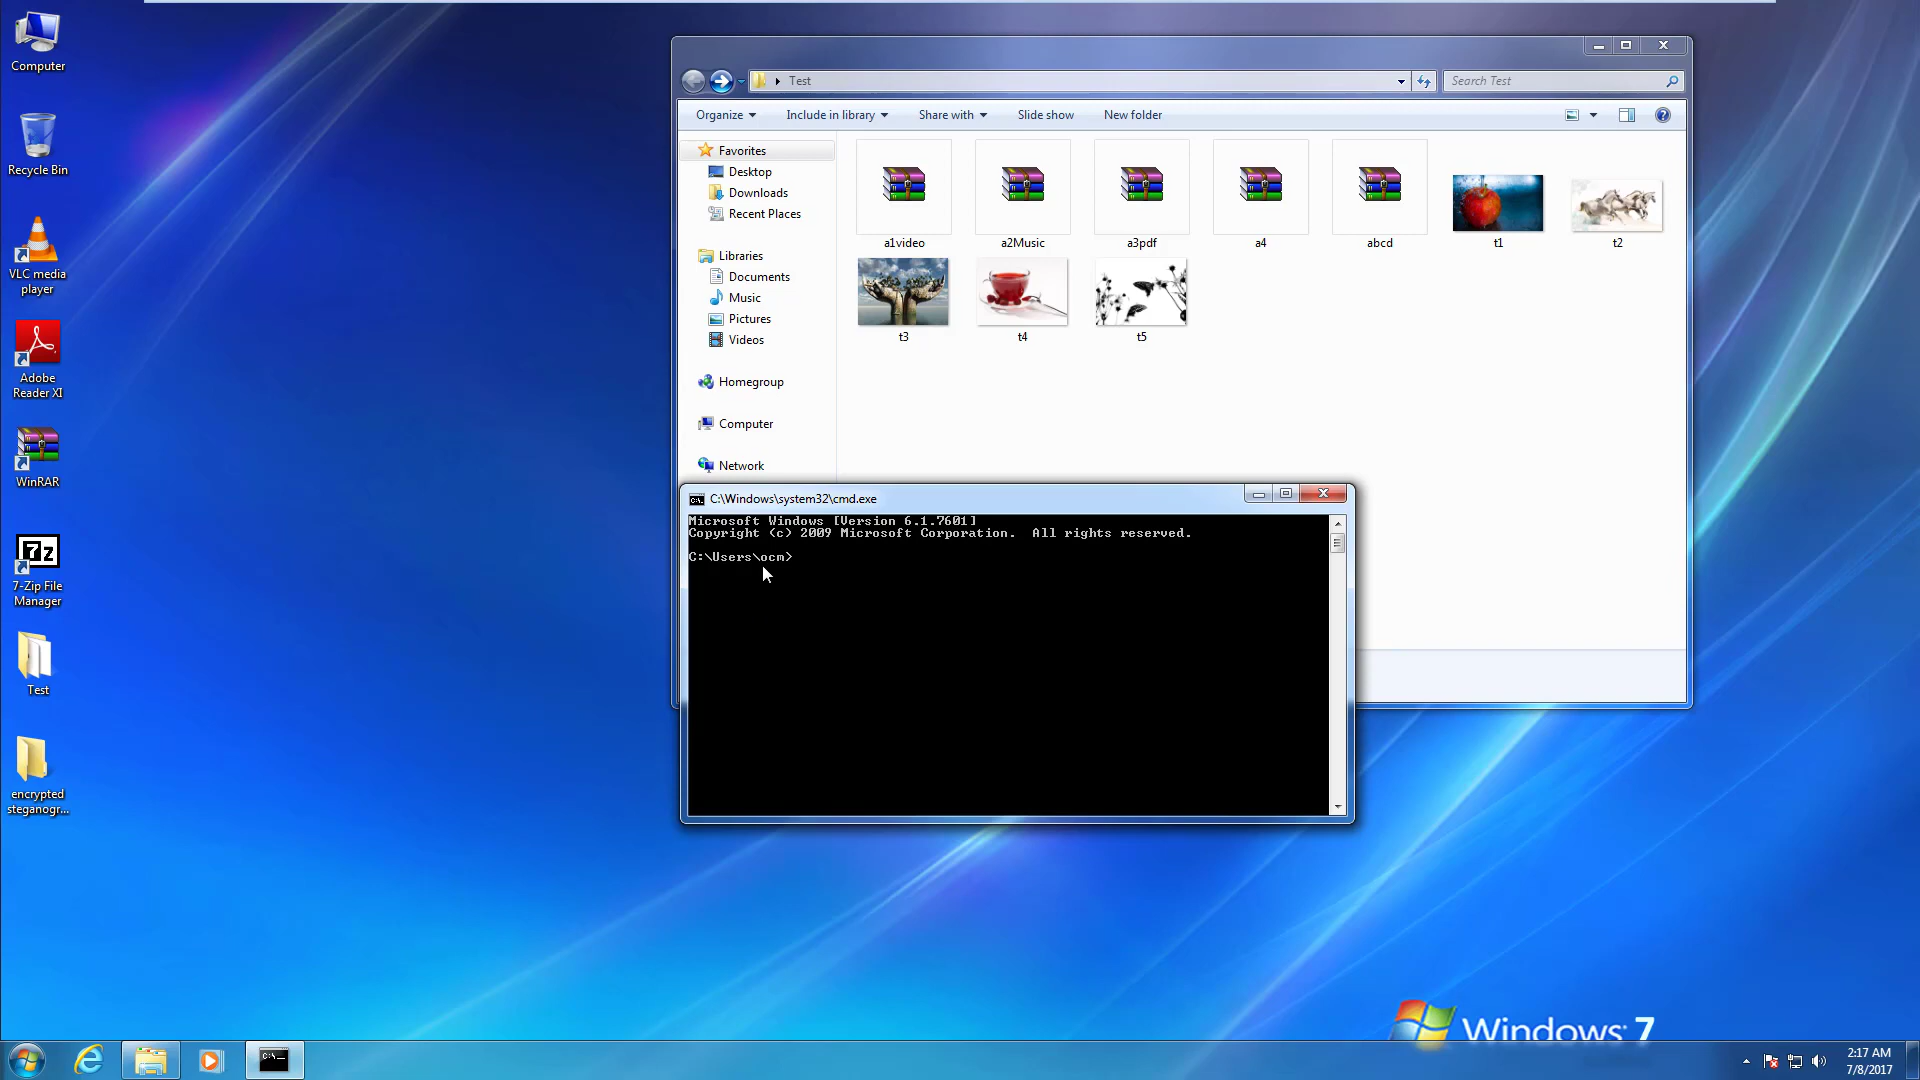 Computer
Recycle Bin
VLC media
player
Adobe
Reader XI
WinRAR
7z
7-Zip File
Manager
Test
encrypted
steganogr...
Test
Search Test
Organize
Include in library
Share with
Slide show
New folder
Favorites
Desktop
Downloads
Recent Places
Libraries
Documents
Music
Pictures
Videos
Homegroup
Computer
Network
a1video
a2Music
a3pdf
a4
abcd
t1
t2
t3
t4
t5
C:\Windows\system32\cmd.exe
Microsoft Windows [Version 6.1.7601]
Copyright (c) 2009 Microsoft Corporation.  All rights reserved.
C:\Users\ocm>
Windows 7
2:17 AM
7/8/2017